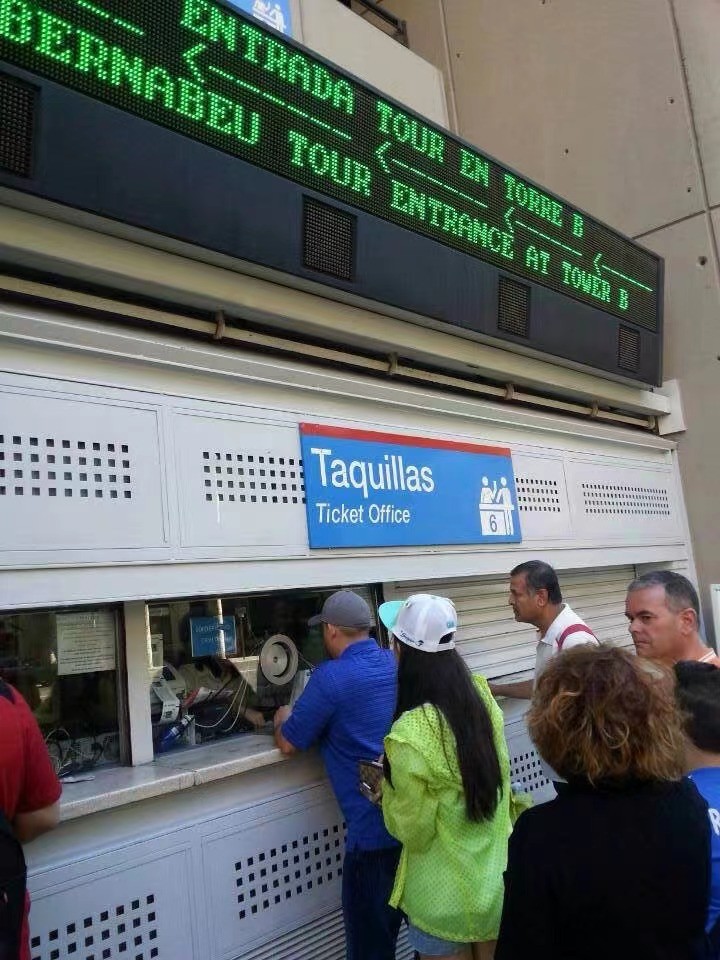 ENTRADA TOUR EN TORRE B
BERNABEU TOUR ENTRANCE AT TOWER B
Taquillas
Ticket Office
6